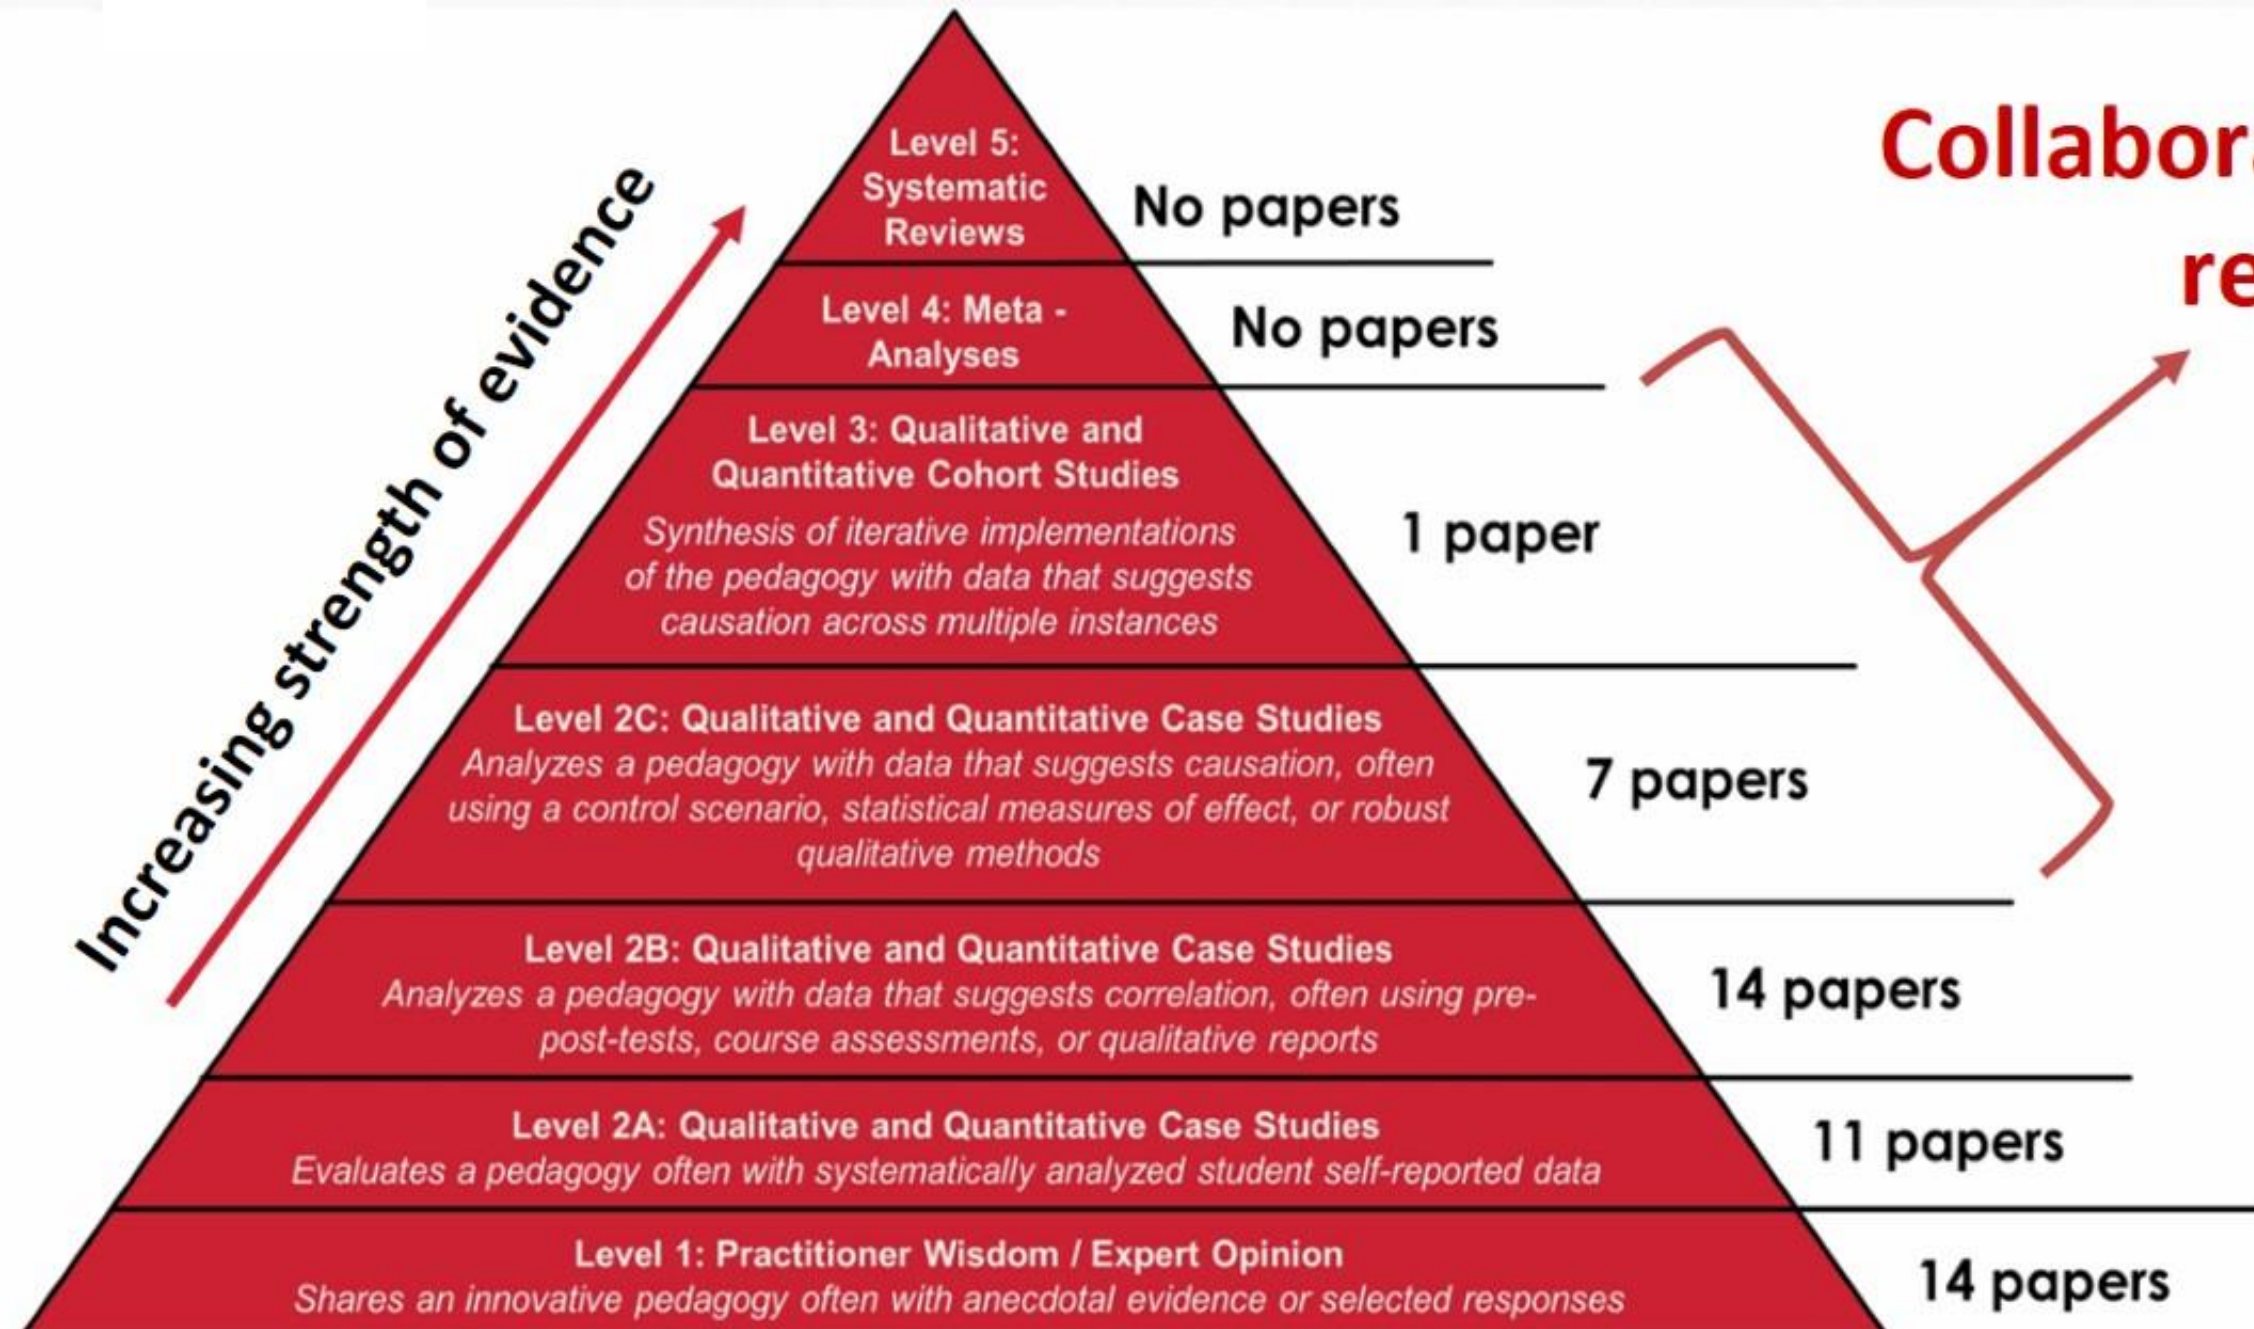 Increasing strength of evidence
Level 5:
Systematic
Reviews
No papers
Level 4: Meta -
Analyses
No papers
Level 3: Qualitative and
Quantitative Cohort Studies
Synthesis of iterative implementations
of the pedagogy with data that suggests
causation across multiple instances
1 paper
Level 2C: Qualitative and Quantitative Case Studies
Analyzes a pedagogy with data that suggests causation, often
using a control scenario, statistical measures of effect, or robust
qualitative methods
7 papers
Level 2B: Qualitative and Quantitative Case Studies
Analyzes a pedagogy with data that suggests correlation, often using pre-
post-tests, course assessments, or qualitative reports
14 papers
Level 2A: Qualitative and Quantitative Case Studies
Evaluates a pedagogy often with systematically analyzed student self-reported data
11 papers
Level 1: Practitioner Wisdom / Expert Opinion
Shares an innovative pedagogy often with anecdotal evidence or selected responses
14 papers